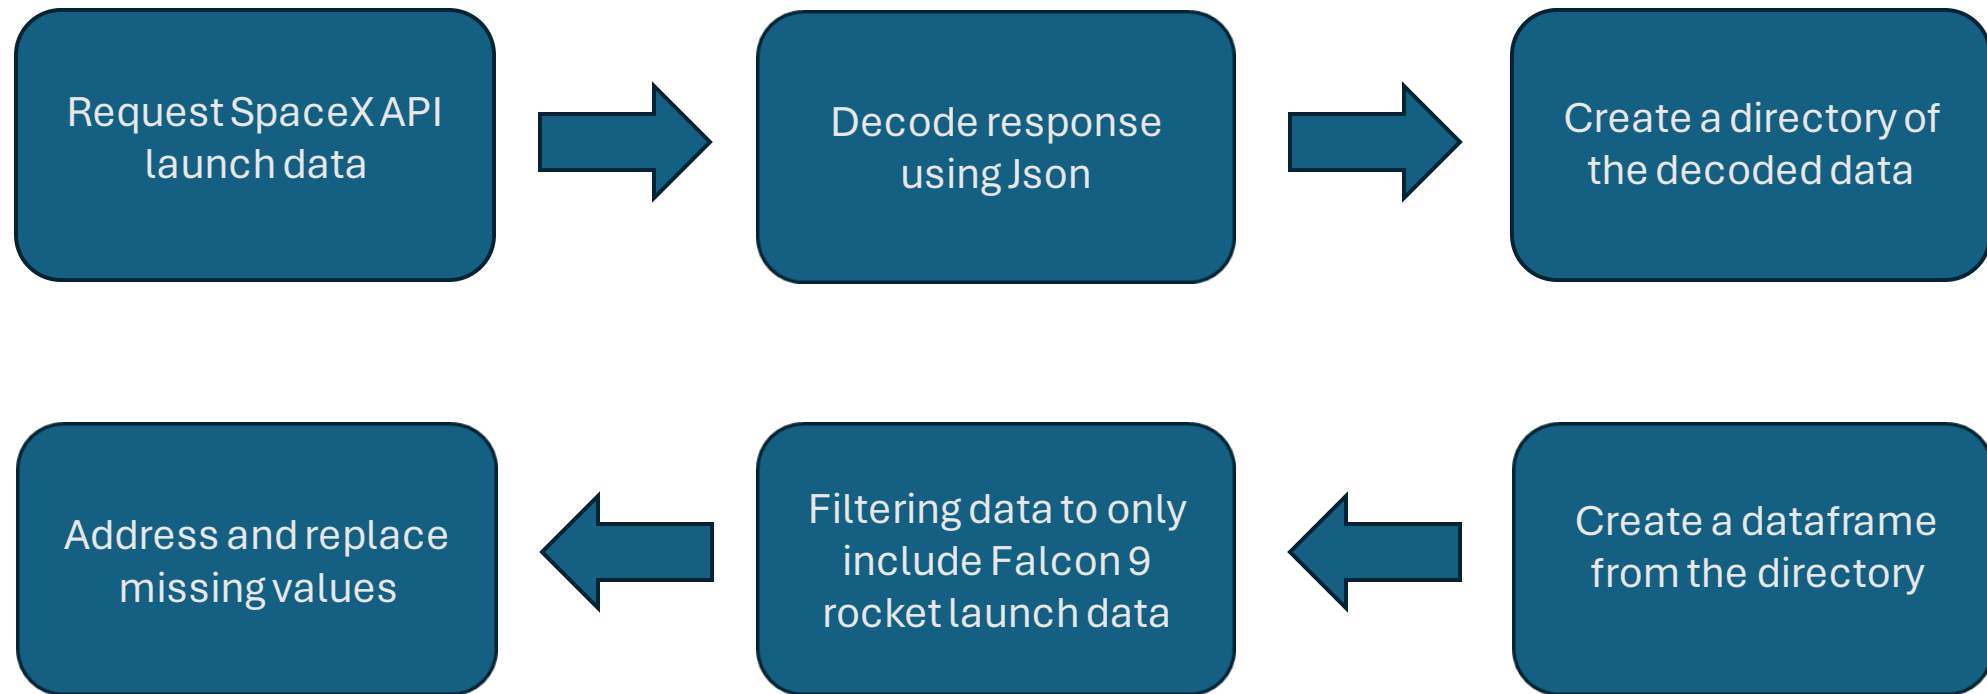 Request SpaceX API
launch data
Decode response
using Json
Create a directory of
the decoded data
Create a dataframe
from the directory
Filtering data to only
include Falcon 9
rocket launch data
Address and replace
missing values